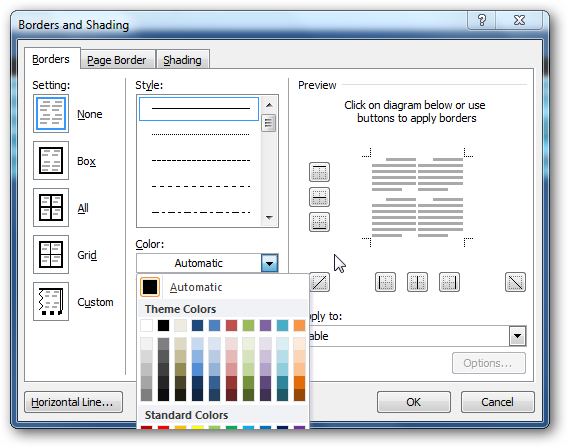 Borders and Shading
Borders
Page Border
Shading
Setting:
None
Box
All
Grid
Custom
Style:
Color:
Automatic
Automatic
Theme Colors
Standard Colors
Preview
Click on diagram below or use
buttons to apply borders
pply to:
able
Options...
Horizontal Line...
OK
Cancel